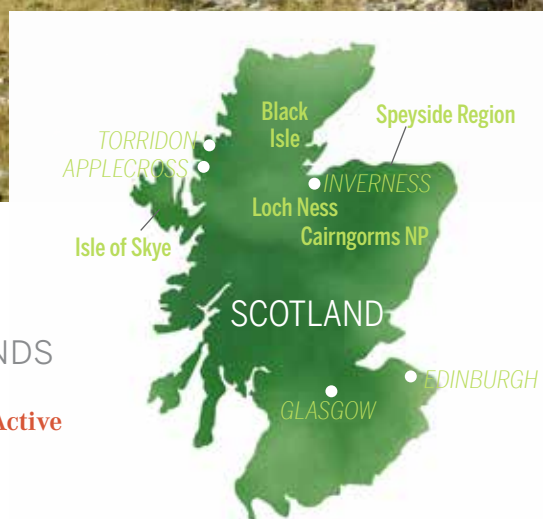 Black
Isle
Speyside Region
TORRIDON
APPLECROSS
INVERNESS
Loch Ness
Cairngorms NP
Isle of Skye
SCOTLAND
NDS
Active
EDINBURGH
GLASGOW